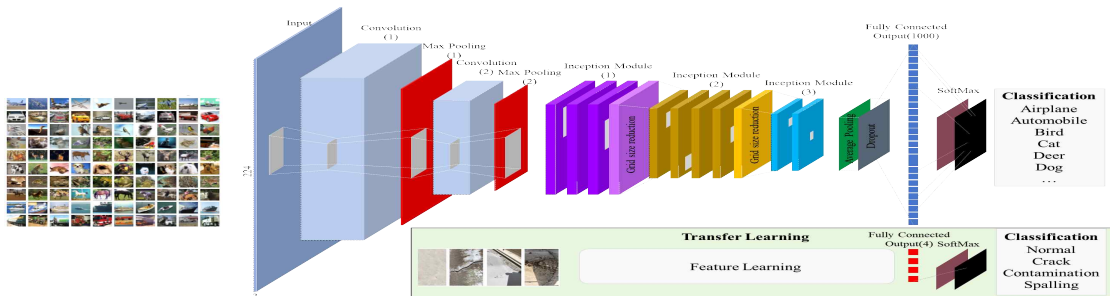 Input
Convolution
(1)
Max Pooling
(1)
Convolution
(2)
Max Pooling
(2)
Inception Module
(1)
Grid size reduction
Inception Module
(2)
Grid size reduction
Inception Module
(3)
Average Pooling
Dropout
Fully Connected
Output(1000)
SoftMax
Classification
Airplane
Automobile
Bird
Cat
Deer
Dog
...
Transfer Learning
Feature Learning
Fully Connected
Output(4)
SoftMax
Classification
Normal
Crack
Contamination
Spalling